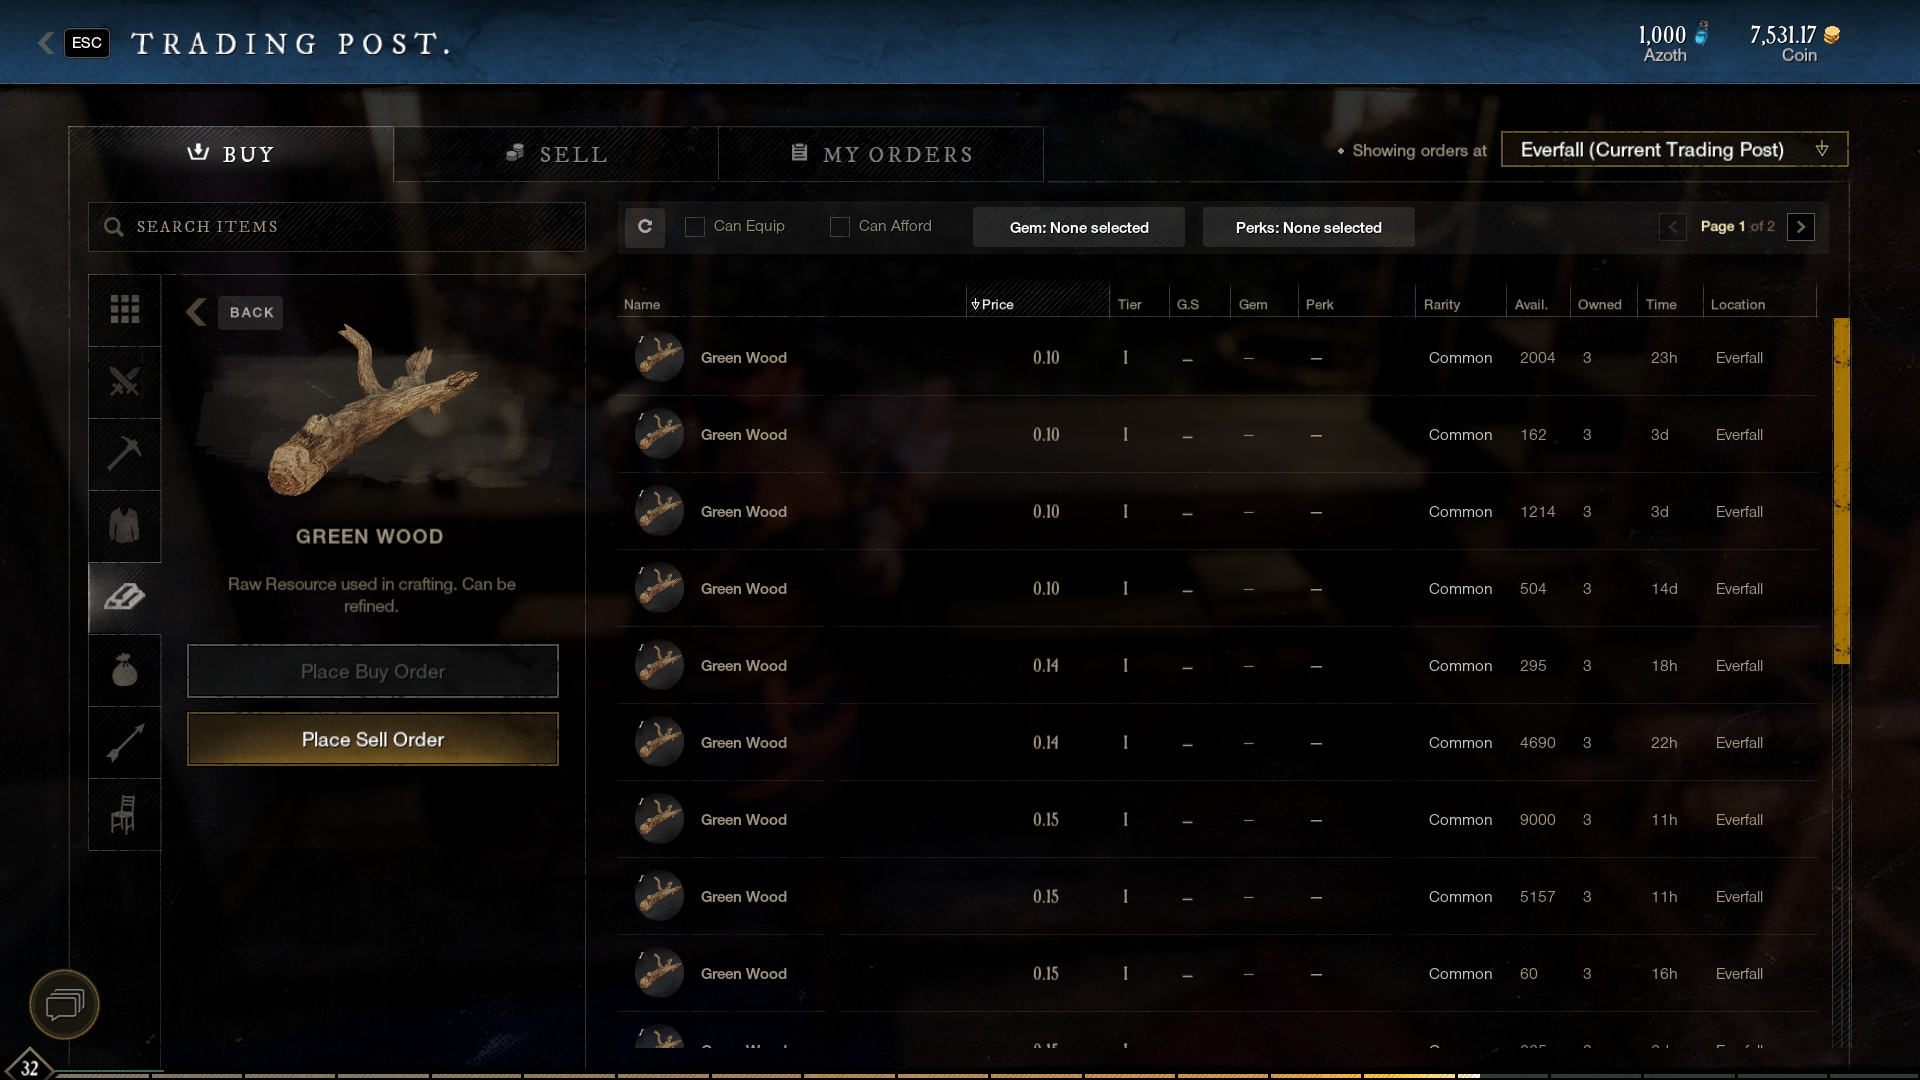 ESC TRADING POST. 1,000 Azoth 7,531.17 Coin
BUY SELL MY ORDERS Showing orders at Everfall (Current Trading Post)
SEARCH ITEMS Can Equip Can Afford Gem: None selected Perks: None selected Page 1 of 2
BACK
GREEN WOOD
Raw Resource used in crafting. Can be
refined.
Place Buy Order
Place Sell Order
Name Price Tier G.S Gem Perk Rarity Avail. Owned Time Location
Green Wood 0.10 I – – – Common 2004 3 23h Everfall
Green Wood 0.10 I – – – Common 162 3 3d Everfall
Green Wood 0.10 I – – – Common 1214 3 3d Everfall
Green Wood 0.10 I – – – Common 504 3 14d Everfall
Green Wood 0.14 I – – – Common 295 3 18h Everfall
Green Wood 0.14 I – – – Common 4690 3 22h Everfall
Green Wood 0.15 I – – – Common 9000 3 11h Everfall
Green Wood 0.15 I – – – Common 5157 3 11h Everfall
Green Wood 0.15 I – – – Common 60 3 16h Everfall
32